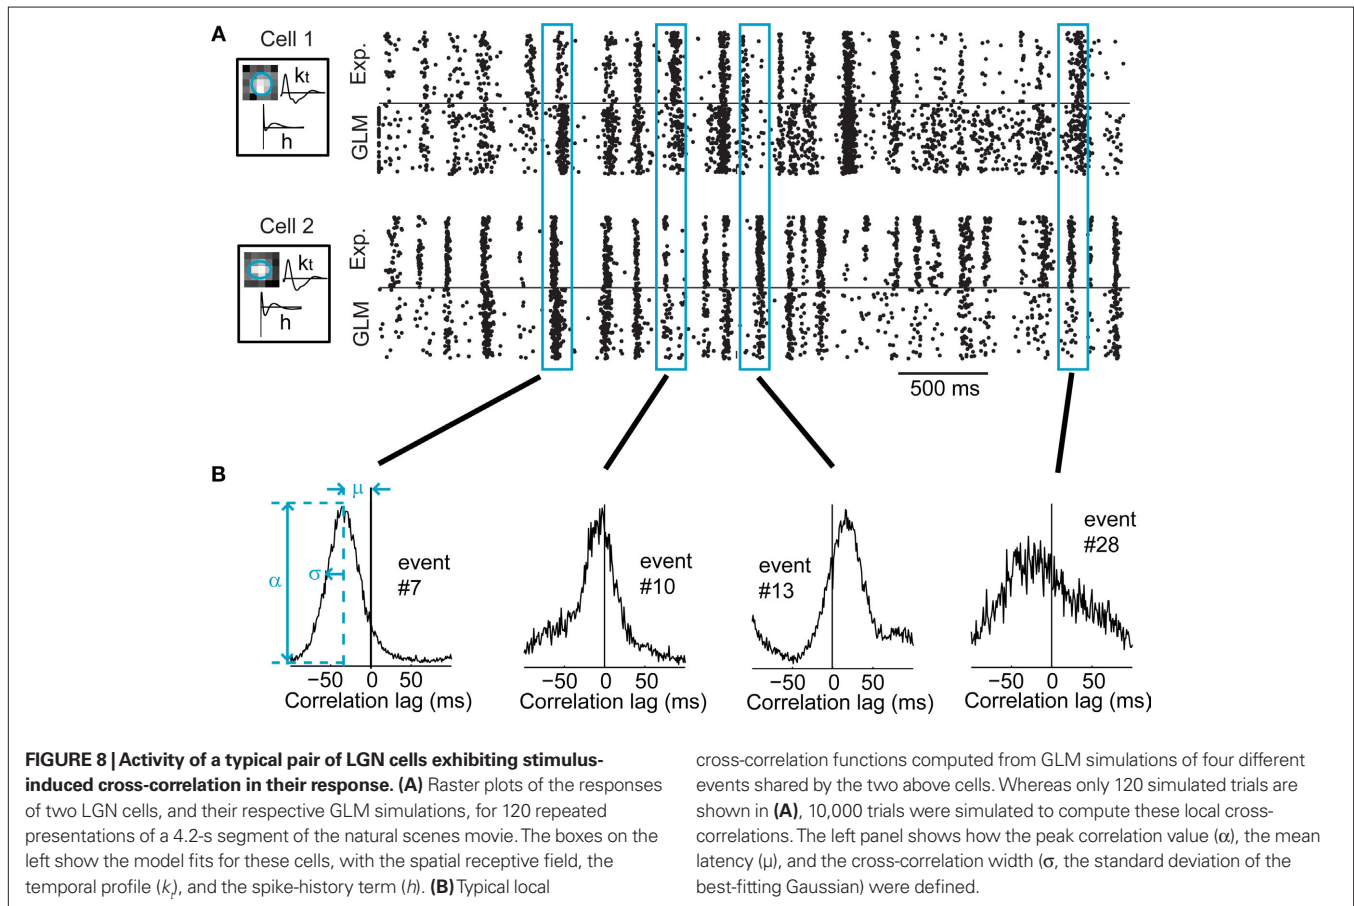 A
Cell 1
kt
h
Exp.
GLM
Cell 2
kt
h
Exp.
GLM
500 ms
B
μ
α
σ
event
#7
−50 0 50
Correlation lag (ms)
event
#10
−50 0 50
Correlation lag (ms)
event
#13
−50 0 50
Correlation lag (ms)
event
#28
−50 0 50
Correlation lag (ms)
FIGURE 8 | Activity of a typical pair of LGN cells exhibiting stimulus-
induced cross-correlation in their response. (A) Raster plots of the responses
of two LGN cells, and their respective GLM simulations, for 120 repeated
presentations of a 4.2-s segment of the natural scenes movie. The boxes on the
left show the model fits for these cells, with the spatial receptive field, the
temporal profile (kt), and the spike-history term (h). (B) Typical local
cross-correlation functions computed from GLM simulations of four different
events shared by the two above cells. Whereas only 120 simulated trials are
shown in (A), 10,000 trials were simulated to compute these local cross-
correlations. The left panel shows how the peak correlation value (α), the mean
latency (μ), and the cross-correlation width (σ, the standard deviation of the
best-fitting Gaussian) were defined.